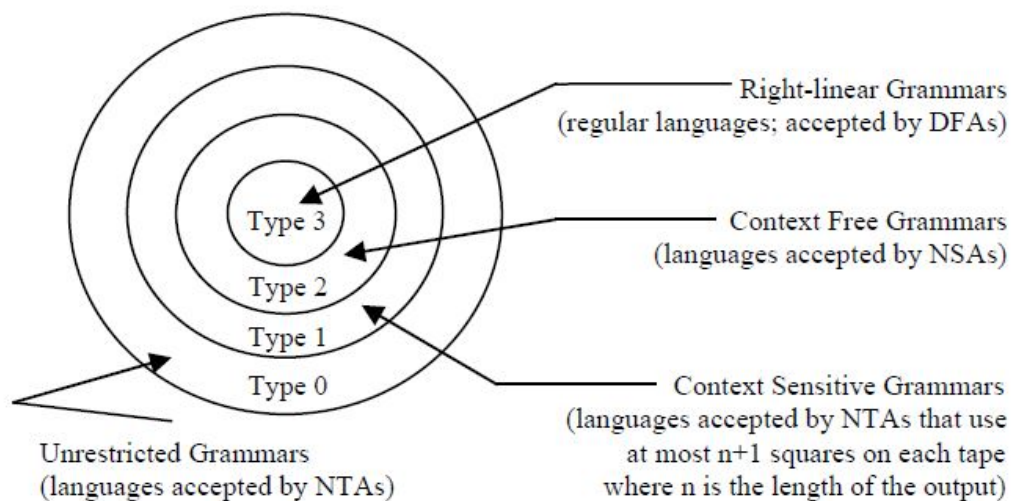 Right-linear Grammars
(regular languages; accepted by DFAs)
Type 3
Context Free Grammars
(languages accepted by NSAs)
Type 2
Type 1
Type 0
Context Sensitive Grammars
(languages accepted by NTAs that use
at most n+1 squares on each tape
where n is the length of the output)
Unrestricted Grammars
(languages accepted by NTAs)